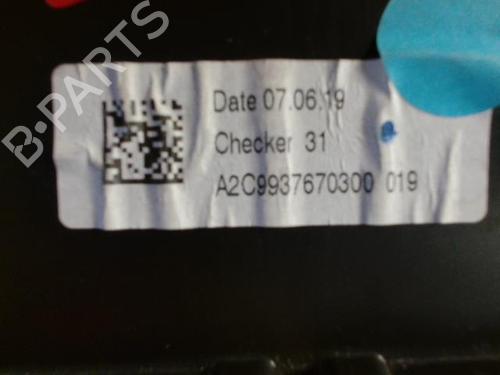 B-PARTS
Date 07.06.19
Checker 31
A2C9937670300 019